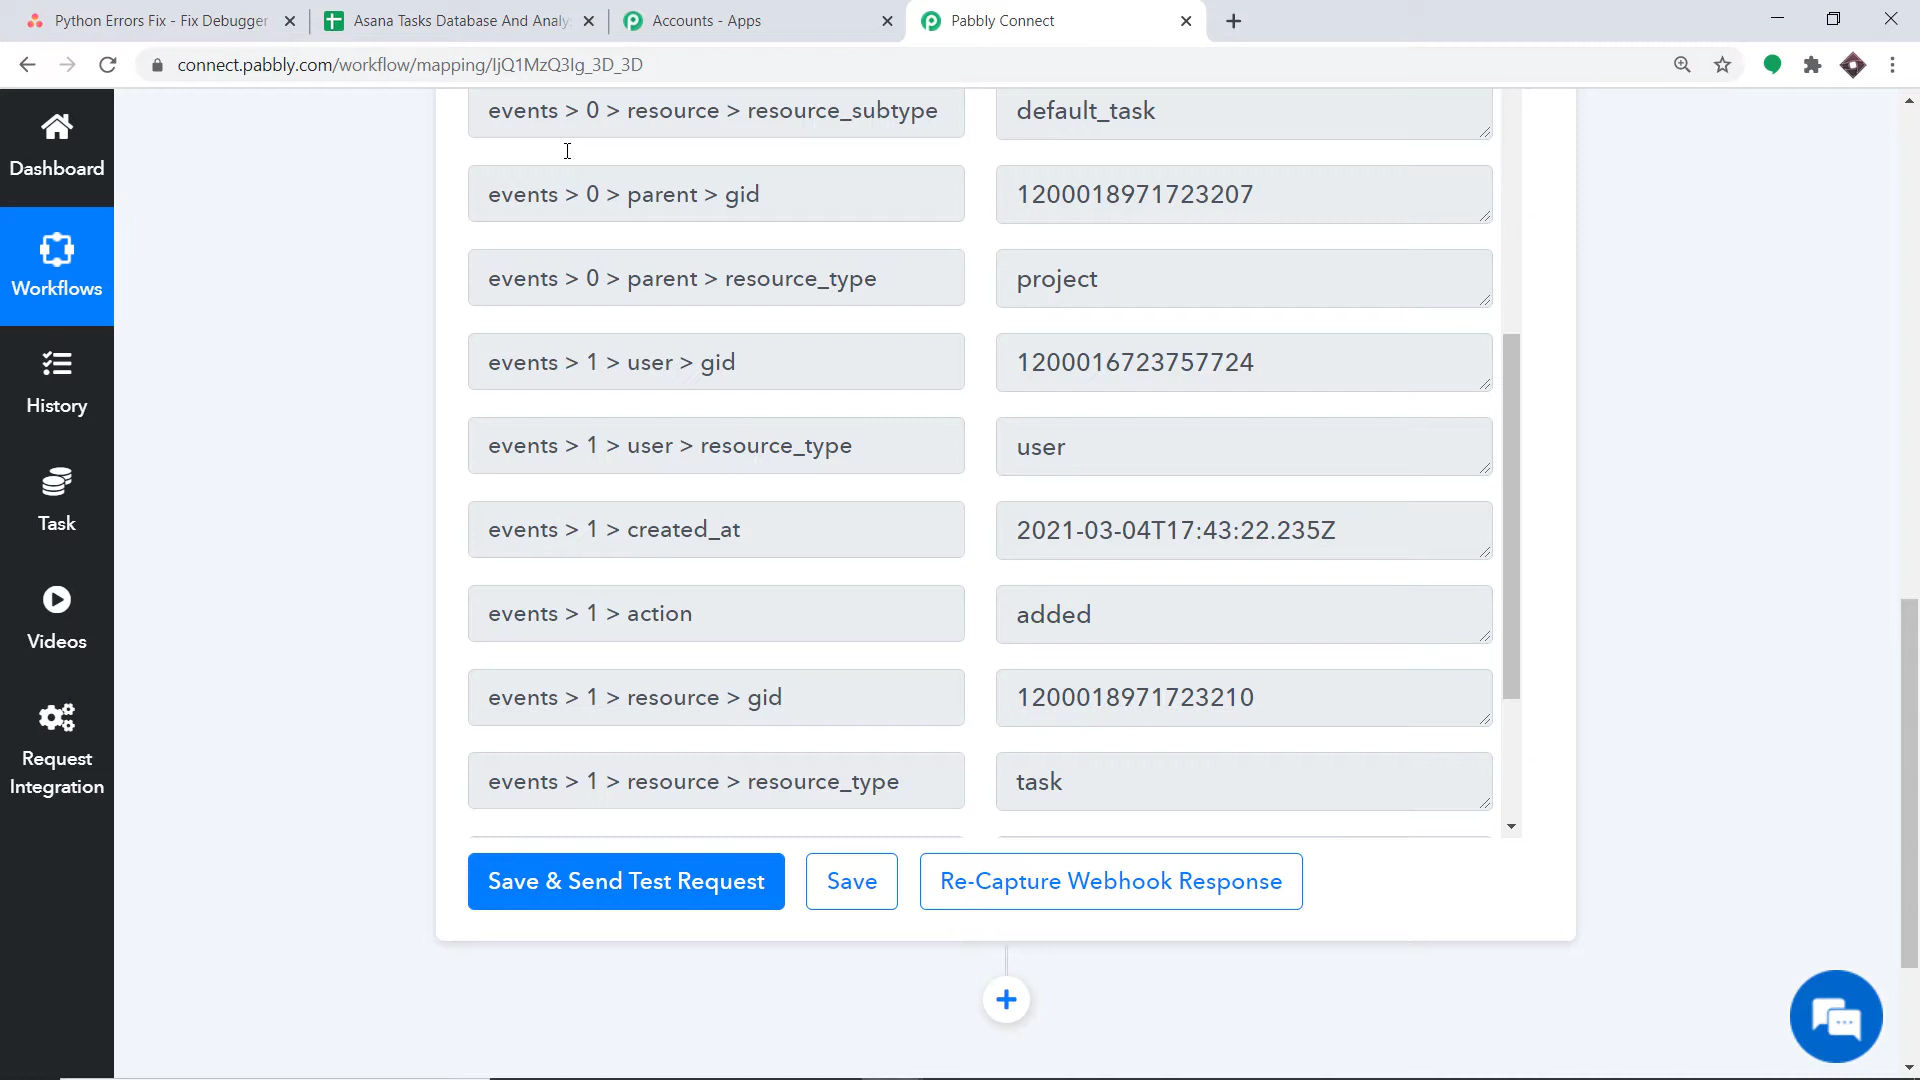 Python Errors Fix - Fix Debugger
Asana Tasks Database And Analy
Accounts - Apps
Pabbly Connect
connect.pabbly.com/workflow/mapping/IjQ1MzQ3Ig_3D_3D
Dashboard
Workflows
History
Task
Videos
Request
Integration
events > 0 > resource > resource_subtype
default_task
events > 0 > parent > gid
1200018971723207
events > 0 > parent > resource_type
project
events > 1 > user > gid
1200016723757724
events > 1 > user > resource_type
user
events > 1 > created_at
2021-03-04T17:43:22.235Z
events > 1 > action
added
events > 1 > resource > gid
1200018971723210
events > 1 > resource > resource_type
task
Save & Send Test Request
Save
Re-Capture Webhook Response